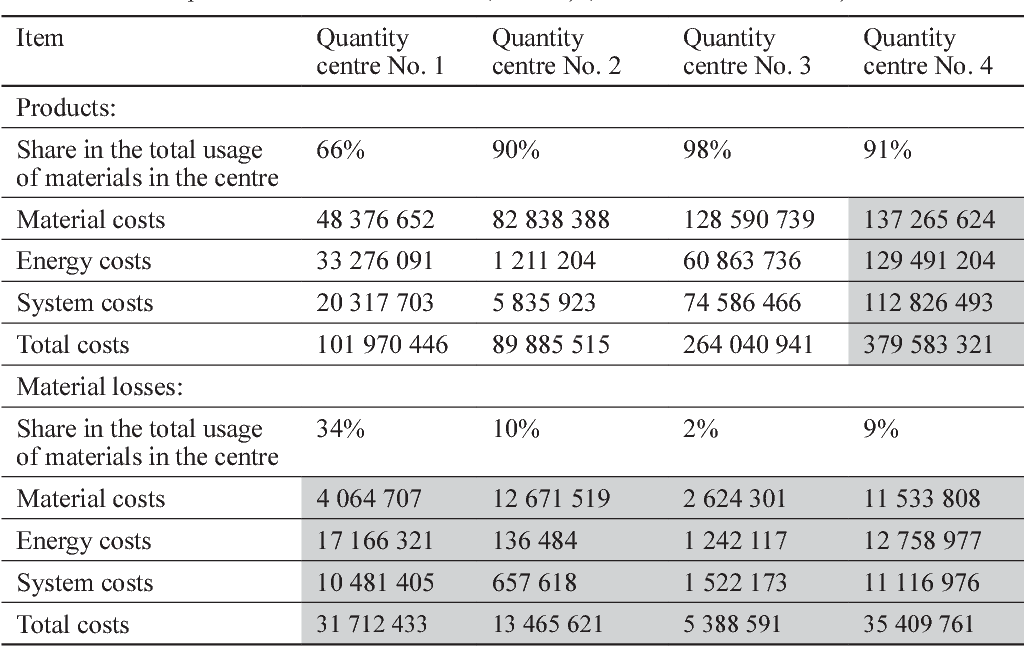 Item Quantity centre No. 1 Quantity centre No. 2 Quantity centre No. 3 Quantity centre No. 4
Products:
Share in the total usage of materials in the centre 66% 90% 98% 91%
Material costs 48 376 652 82 838 388 128 590 739 137 265 624
Energy costs 33 276 091 1 211 204 60 863 736 129 491 204
System costs 20 317 703 5 835 923 74 586 466 112 826 493
Total costs 101 970 446 89 885 515 264 040 941 379 583 321
Material losses:
Share in the total usage of materials in the centre 34% 10% 2% 9%
Material costs 4 064 707 12 671 519 2 624 301 11 533 808
Energy costs 17 166 321 136 484 1 242 117 12 758 977
System costs 10 481 405 657 618 1 522 173 11 116 976
Total costs 31 712 433 13 465 621 5 388 591 35 409 761